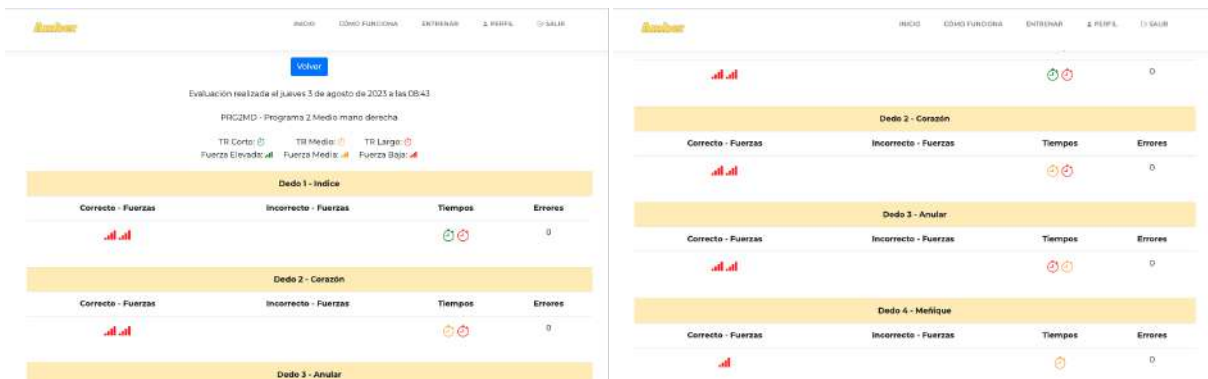 Amber
INICIO CÓMO FUNCIONA ENTRENAR PERFIL SALIR
Volver
Evaluación realizada el jueves 3 de agosto de 2023 a las 08:43
PRG2MD - Programa 2 Medio mano derecha
TR Corto: TR Medio: TR Largo:
Fuerza Elevada: Fuerza Media: Fuerza Baja:
Dedo 1 - Indice
Correcto - Fuerzas Incorrecto - Fuerzas Tiempos Errores
0
Dedo 2 - Corazón
Correcto - Fuerzas Incorrecto - Fuerzas Tiempos Errores
0
Dedo 3 - Anular
Amber
INICIO CÓMO FUNCIONA ENTRENAR PERFIL SALIR
0
Dedo 2 - Corazón
Correcto - Fuerzas Incorrecto - Fuerzas Tiempos Errores
0
Dedo 3 - Anular
Correcto - Fuerzas Incorrecto - Fuerzas Tiempos Errores
0
Dedo 4 - Meñique
Correcto - Fuerzas Incorrecto - Fuerzas Tiempos Errores
0